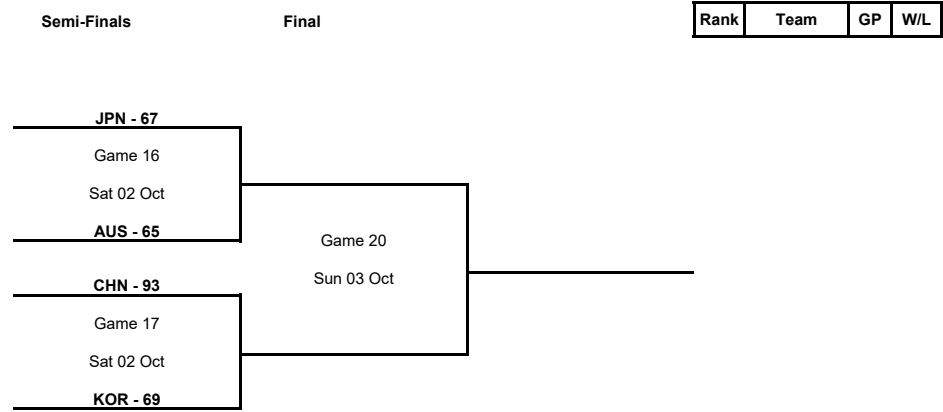 Semi-Finals Final Rank Team GP W/L
JPN - 67
Game 16
Sat 02 Oct
AUS - 65
Game 20
Sun 03 Oct
CHN - 93
Game 17
Sat 02 Oct
KOR - 69